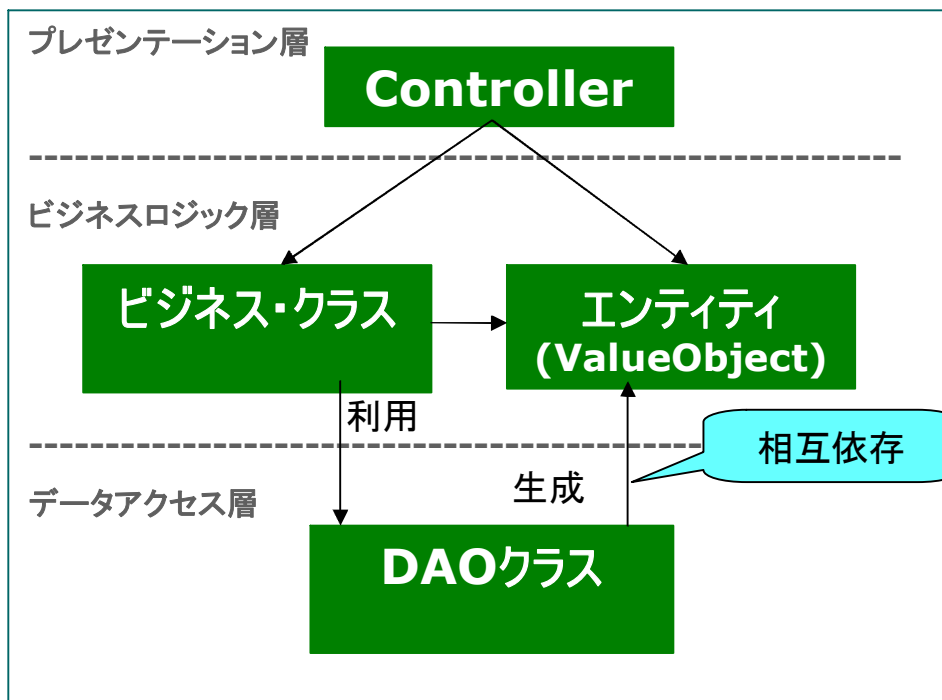 プレゼンテーション層
Controller
ビジネスロジック層
ビジネス・クラス
エンティティ
(ValueObject)
利用
相互依存
生成
データアクセス層
DAOクラス